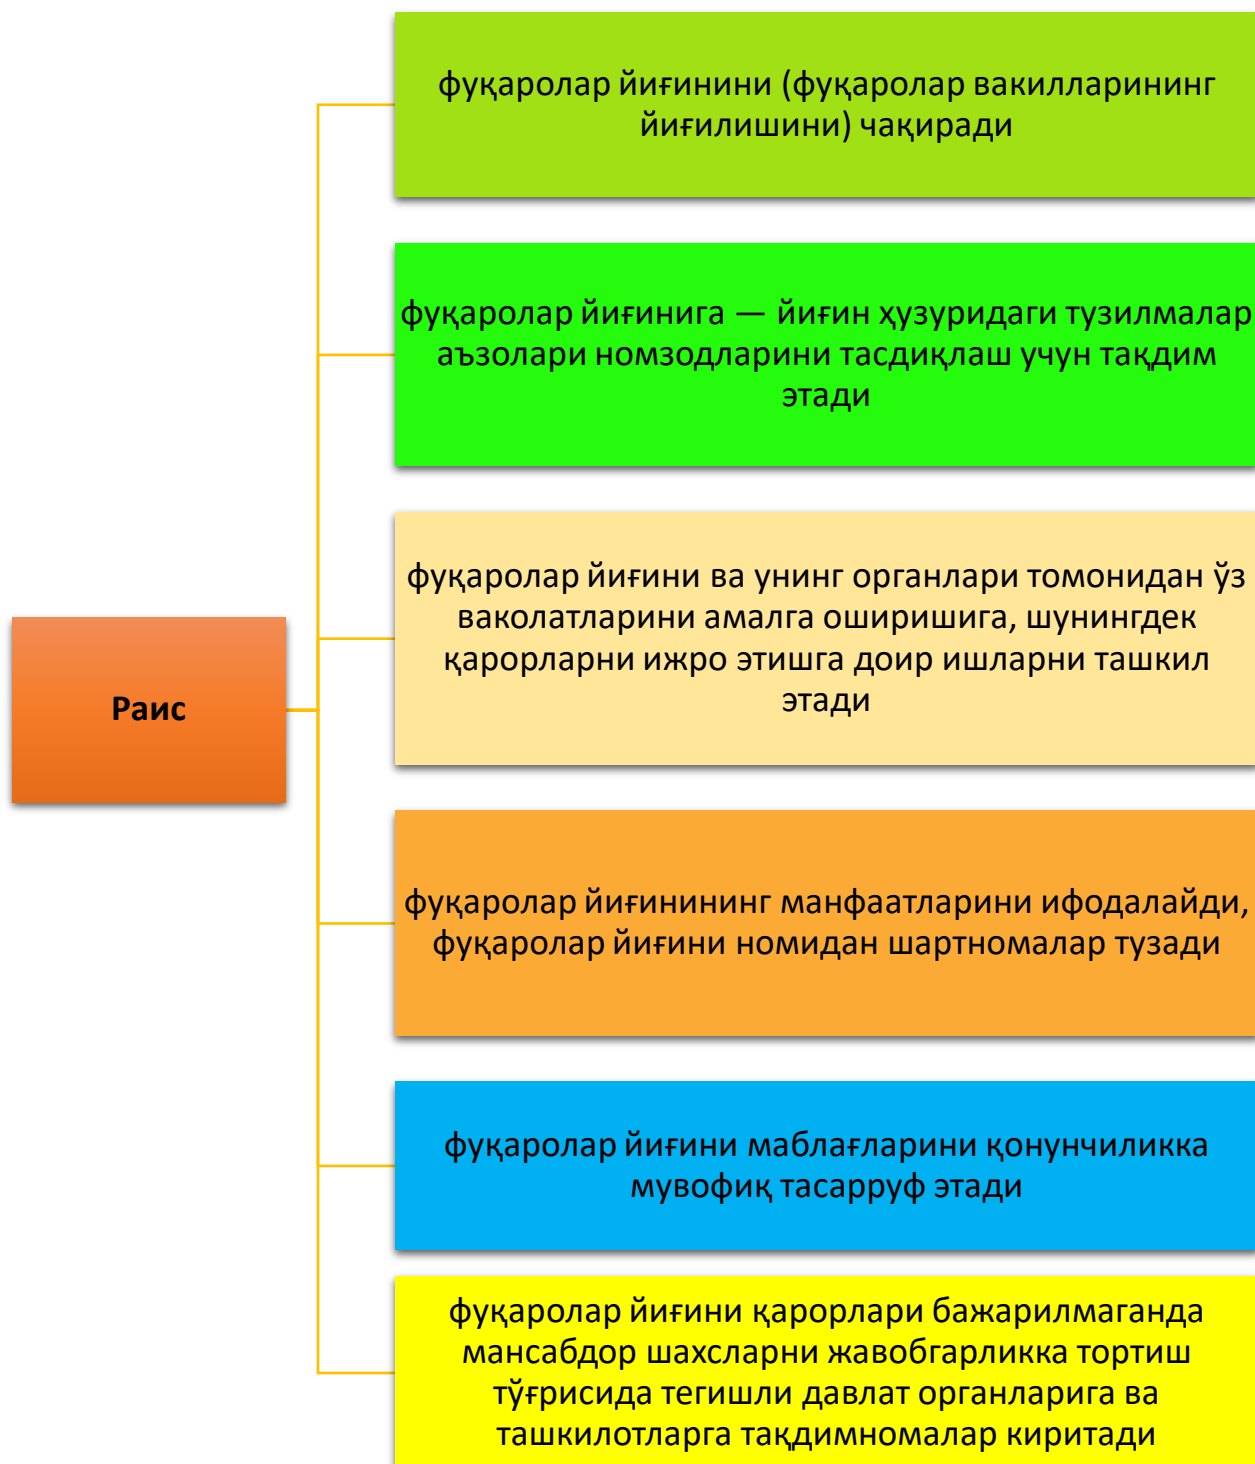 фуқаролар йиғинини (фуқаролар вакилларининг
йиғилишини) чақиради
фуқаролар йиғинига — йиғин ҳузуридаги тузилмалар
аъзолари номзодларини тасдиқлаш учун тақдим
этади
фуқаролар йиғини ва унинг органлари томонидан ўз
ваколатларини амалга оширишига, шунингдек
қарорларни ижро этишга доир ишларни ташкил
этади
Раис
фуқаролар йиғинининг манфаатларини ифодалайди,
фуқаролар йиғини номидан шартномалар тузади
фуқаролар йиғини маблағларини қонунчиликка
мувофиқ тасарруф этади
фуқаролар йиғини қарорлари бажарилмаганда
мансабдор шахсларни жавобгарликка тортиш
тўғрисида тегишли давлат органларига ва
ташкилотларга тақдимномалар киритади